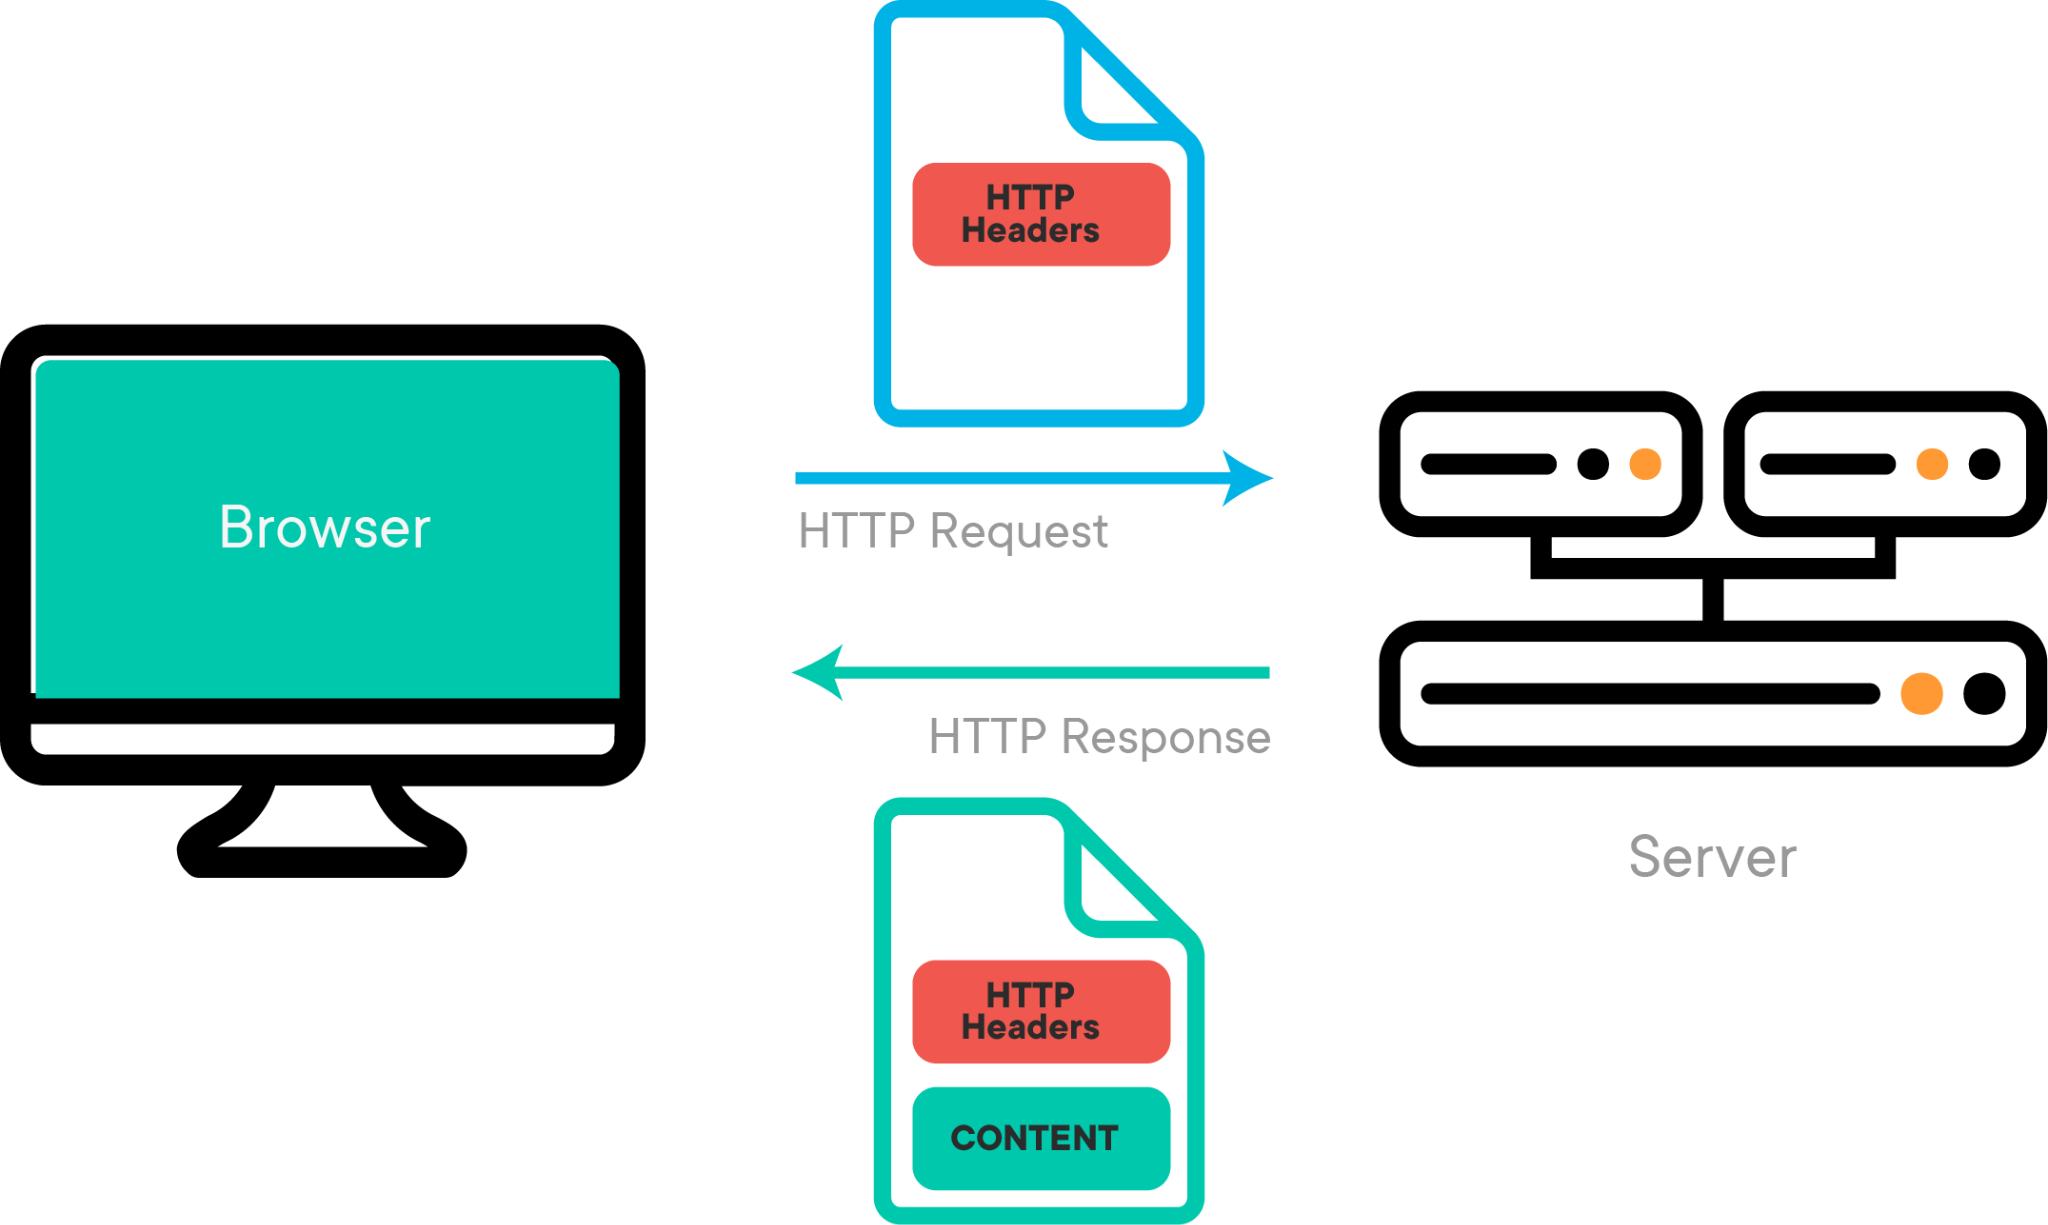 HTTP
Headers
Browser
HTTP Request
HTTP Response
Server
HTTP
Headers
CONTENT